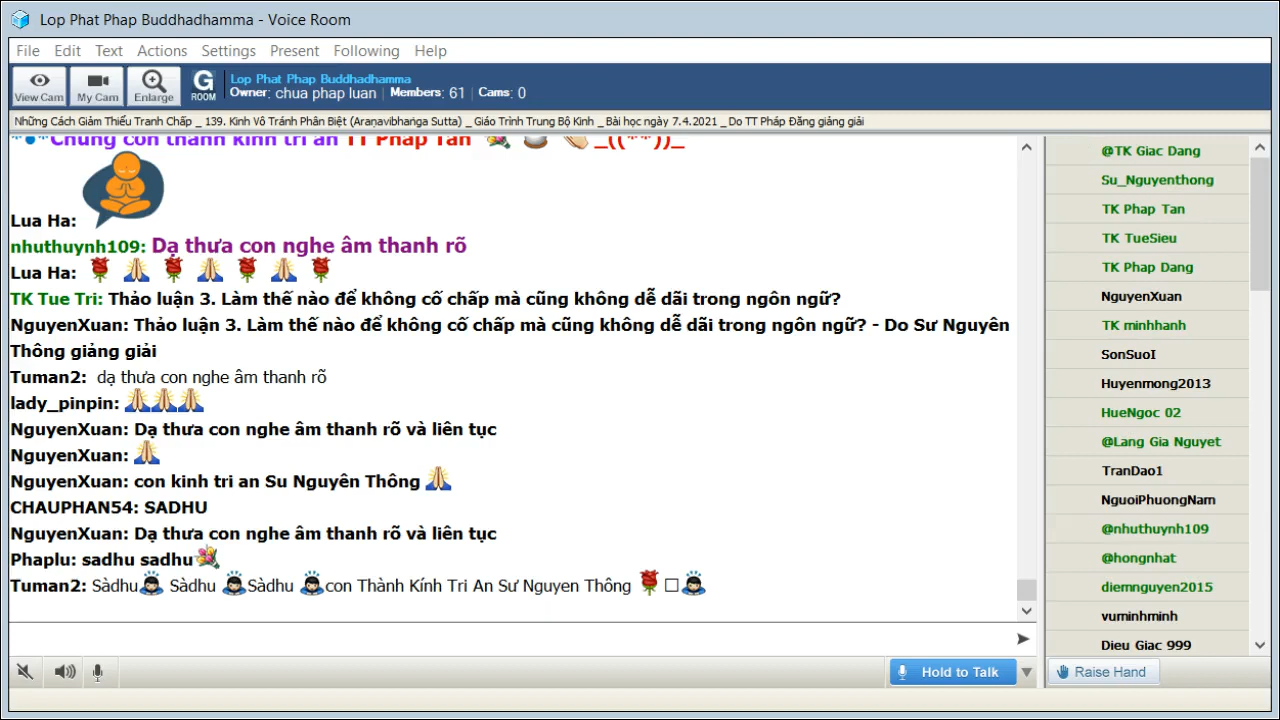 Lop Phat Phap Buddhadhamma - Voice Room
File Edit Text Actions Settings Present Following Help
View Cam
My Cam
Enlarge
G ROOM
Lop Phat Phap Buddhadhamma
Owner: chua phap luan Members: 61 Cams: 0
Những Cách Giảm Thiểu Tranh Chấp _ 139. Kinh Vô Tránh Phân Biệt (Araṇavibhaṅga Sutta) _ Giáo Trình Trung Bộ Kinh _ Bài học ngày 7.4.2021 _ Do TT Pháp Đăng giảng giải
*●*Chúng con thành kính tri ân TT Pháp Tân _((**))_
Lua Ha:
nhuthuynh109: Dạ thưa con nghe âm thanh rõ
Lua Ha:
TK Tue Tri: Thảo luận 3. Làm thế nào để không cố chấp mà cũng không dễ dãi trong ngôn ngữ?
NguyenXuan: Thảo luận 3. Làm thế nào để không cố chấp mà cũng không dễ dãi trong ngôn ngữ? - Do Sư Nguyên
Thông giảng giải
Tuman2: dạ thưa con nghe âm thanh rõ
lady_pinpin:
NguyenXuan: Dạ thưa con nghe âm thanh rõ và liên tục
NguyenXuan:
NguyenXuan: con kinh tri an Su Nguyên Thông
CHAUPHAN54: SADHU
NguyenXuan: Dạ thưa con nghe âm thanh rõ và liên tục
Phaplu: sadhu sadhu
Tuman2: Sàdhu Sàdhu Sàdhu con Thành Kính Tri An Sư Nguyen Thông
@TK Giac Dang
Su_Nguyenthong
TK Phap Tan
TK TueSieu
TK Phap Dang
NguyenXuan
TK minhhanh
SonSuoI
Huyenmong2013
HueNgoc 02
@Lang Gia Nguyet
TranDao1
NguoiPhuongNam
@nhuthuynh109
@hongnhat
diemnguyen2015
vuminhminh
Dieu Giac 999
Hold to Talk
Raise Hand